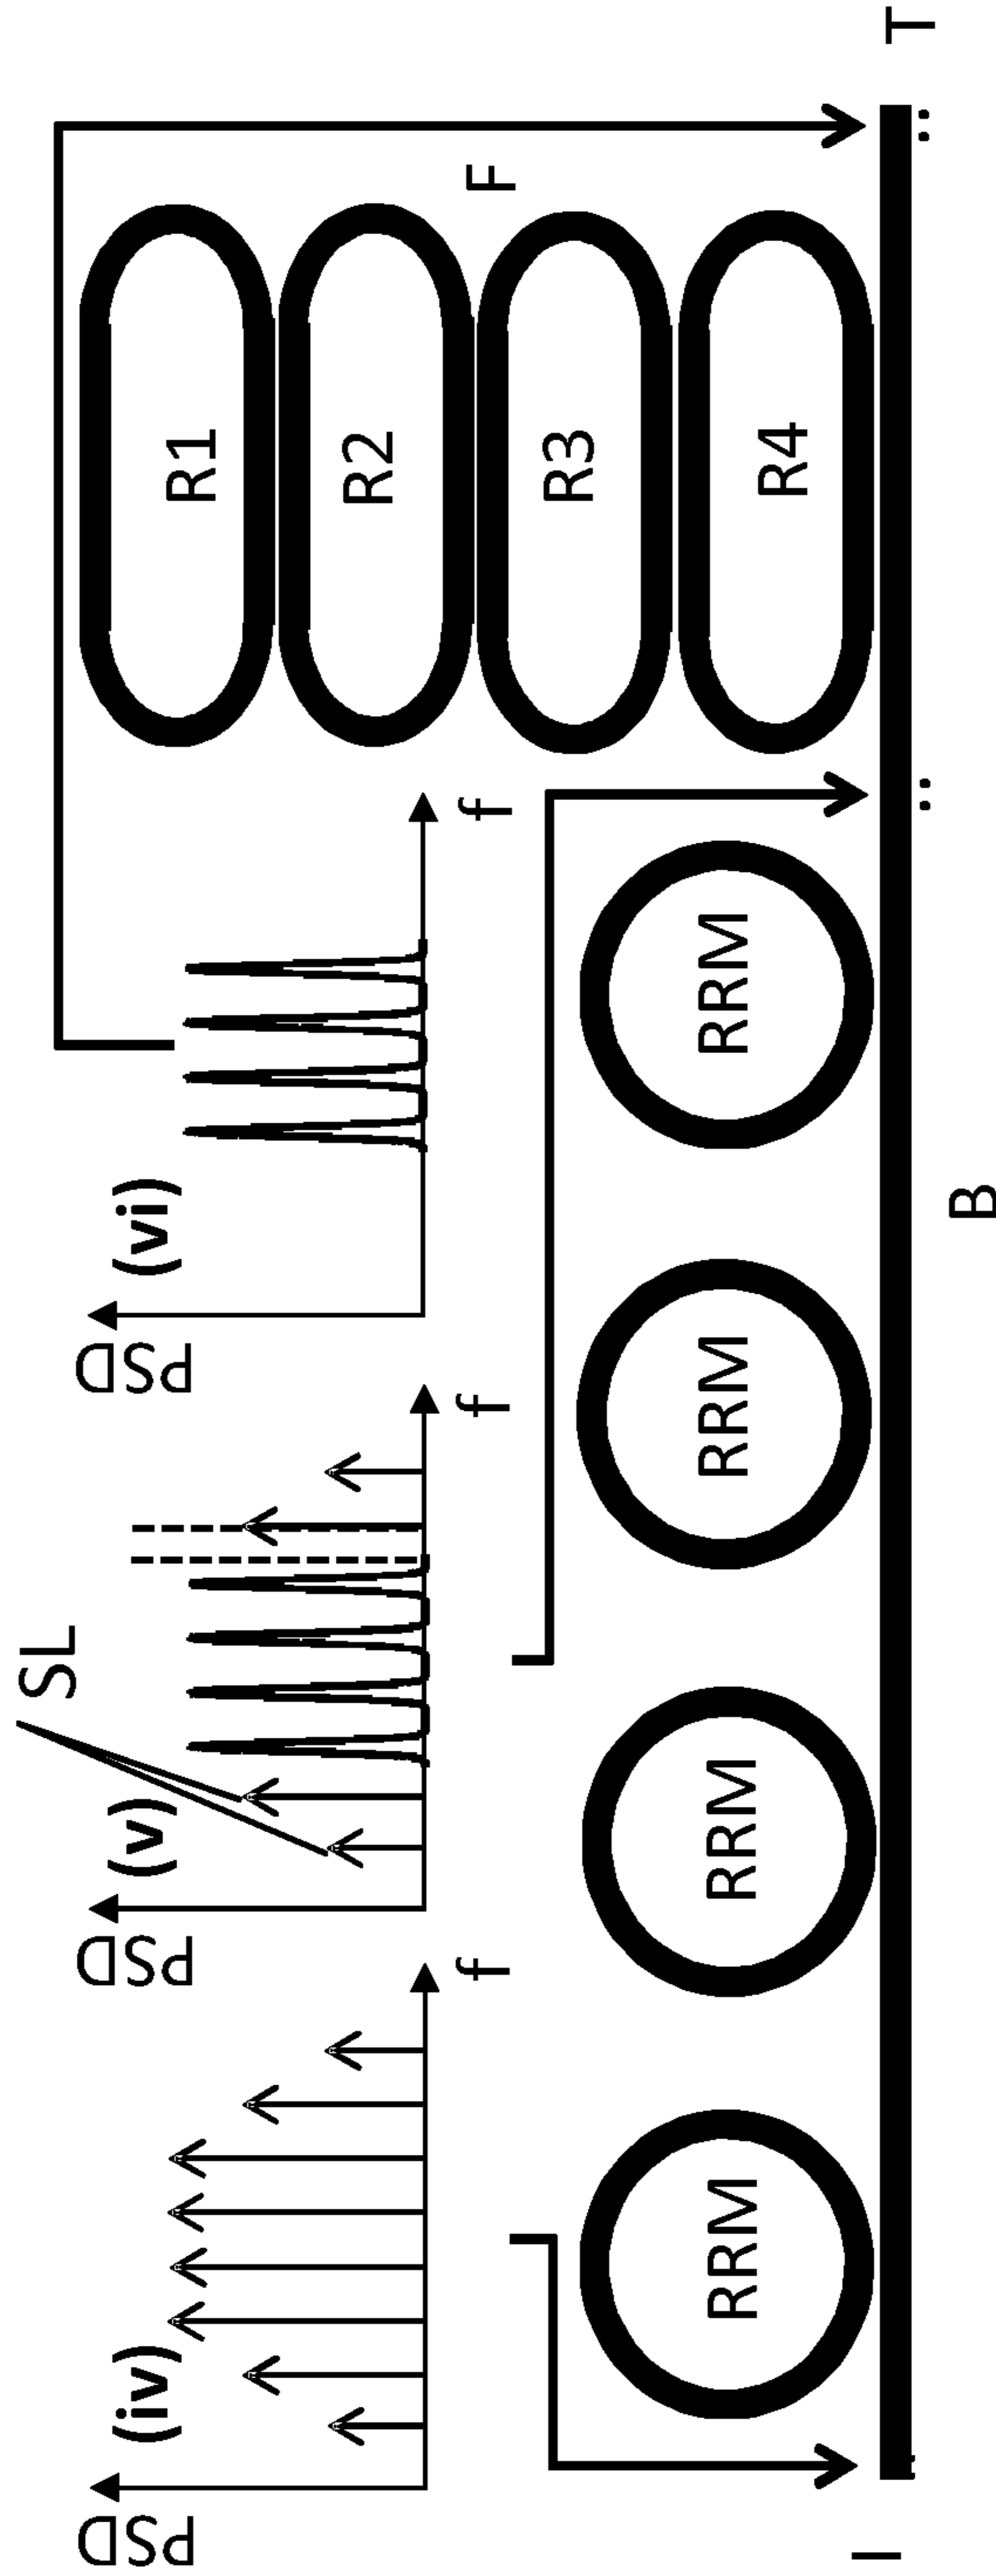 SL
(iv)
(v)
(vi)
PSD
PSD
PSD
f
f
f
R1
R2
R3
R4
F
RRM
RRM
RRM
RRM
I
B
T